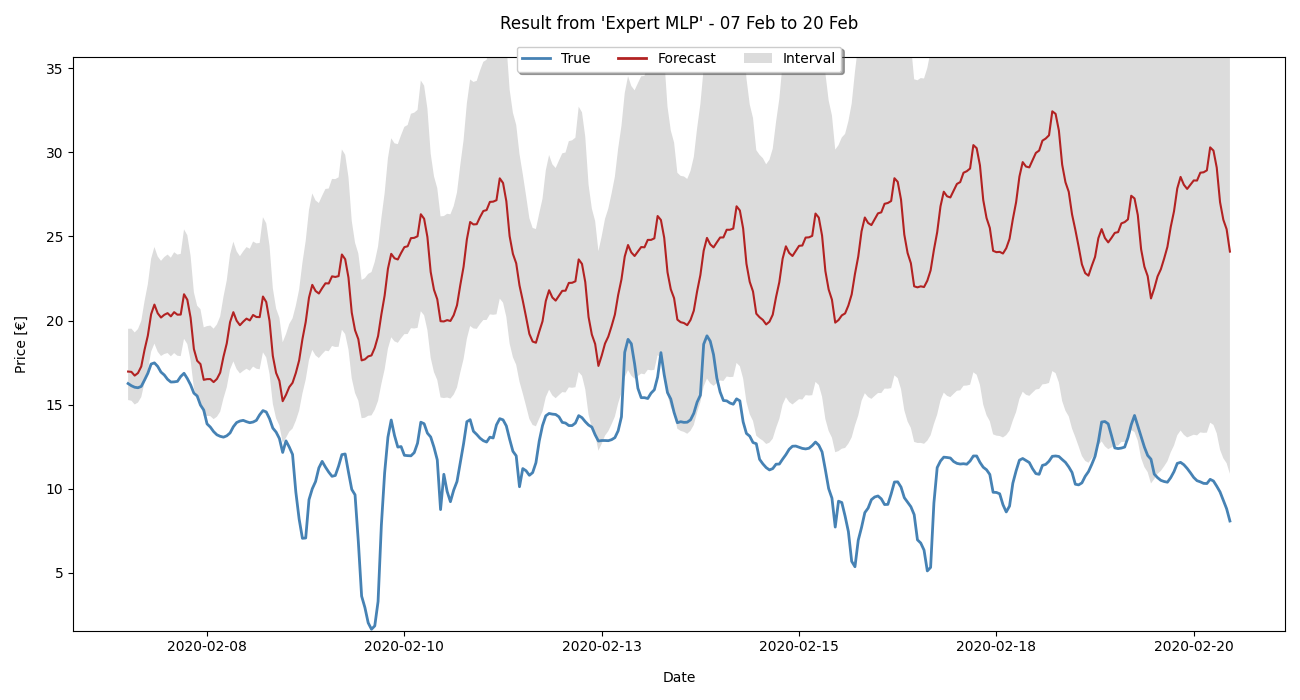 Result from 'Expert MLP' - 07 Feb to 20 Feb
True Forecast Interval
35
30
25
20
15
10
5
Price [€]
2020-02-08 2020-02-10 2020-02-13 2020-02-15 2020-02-18 2020-02-20
Date